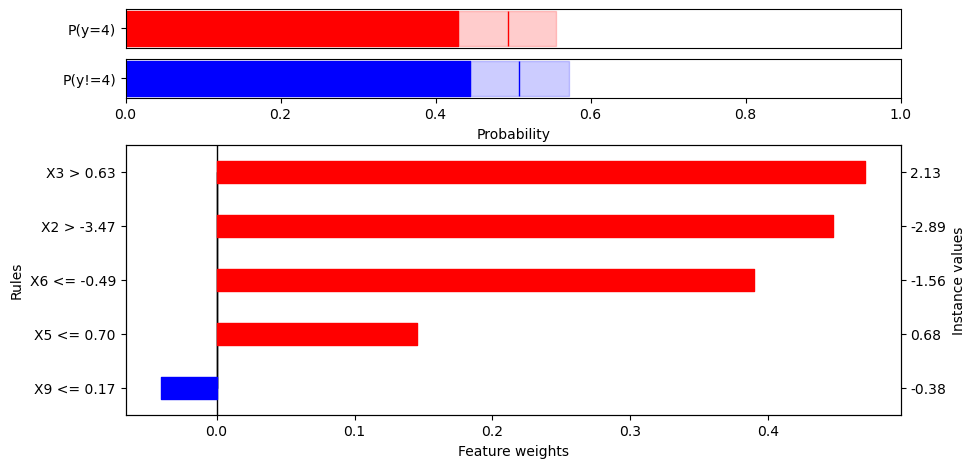 P(y=4)
P(y!=4)
0.0 0.2 0.4 0.6 0.8 1.0
Probability
Rules
X3 > 0.63 2.13
X2 > -3.47 -2.89
X6 <= -0.49 -1.56
X5 <= 0.70 0.68
X9 <= 0.17 -0.38
Instance values
0.0 0.1 0.2 0.3 0.4
Feature weights